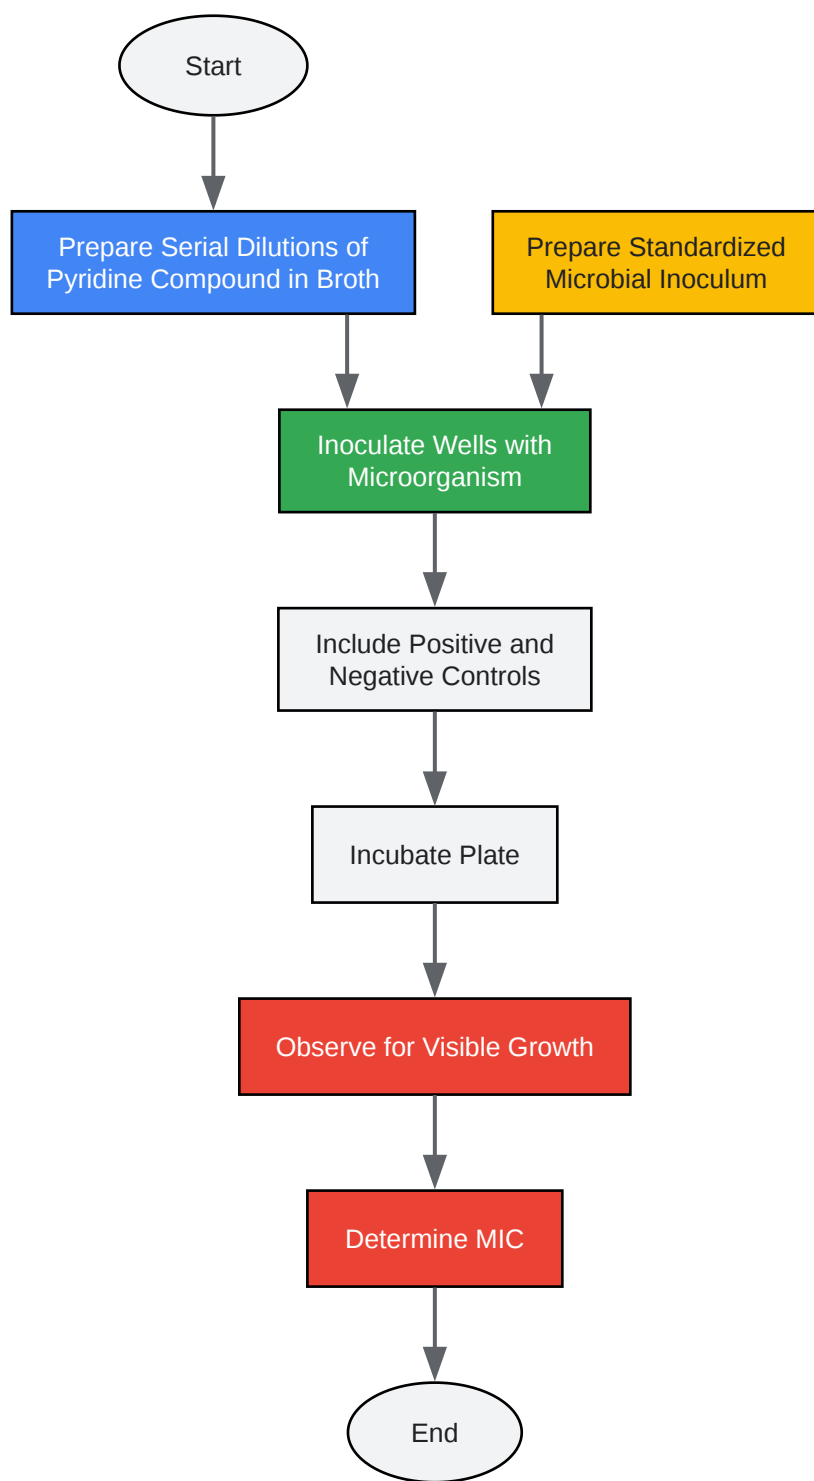 Start
Prepare Serial Dilutions of
Pyridine Compound in Broth
Prepare Standardized
Microbial Inoculum
Inoculate Wells with
Microorganism
Include Positive and
Negative Controls
Incubate Plate
Observe for Visible Growth
Determine MIC
End